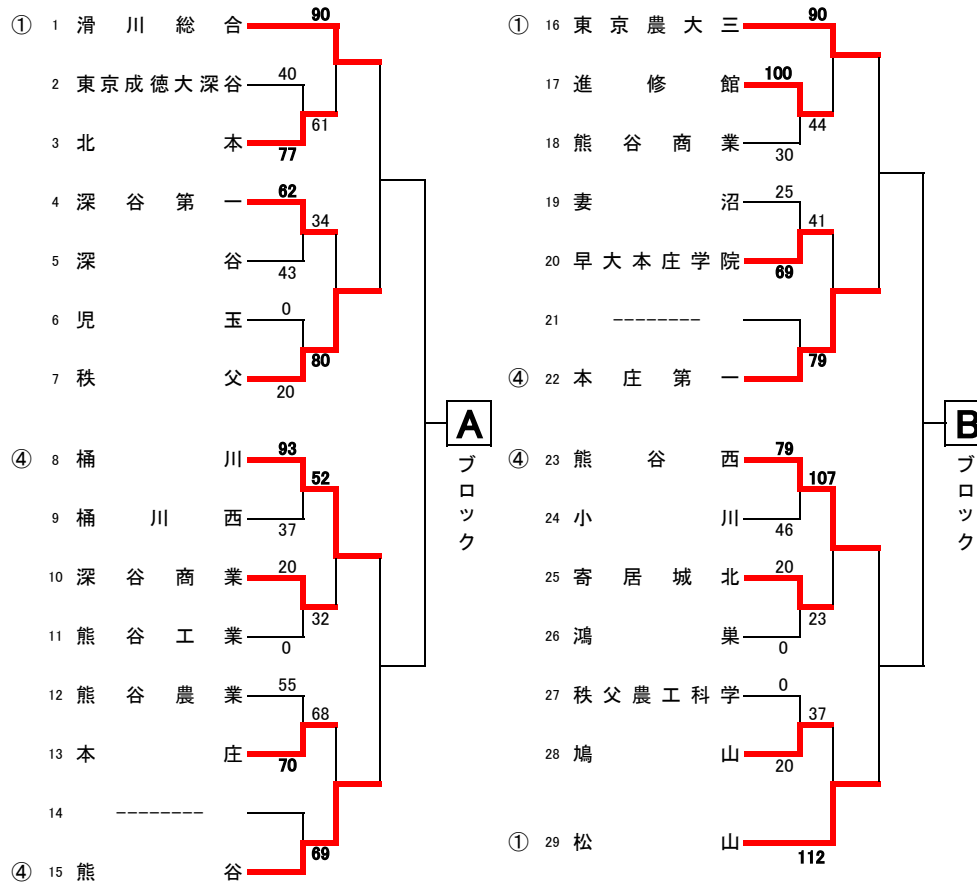 90
① 1 滑川総合
40
2 東京成徳大深谷
61
3 北本
77
62
4 深谷第一
34
5 深谷
43
0
6 児玉
80
7 秩父
20
A
ブロック
93
④ 8 桶川
52
9 桶川西
37
20
10 深谷商業
32
11 熊谷工業
0
55
12 熊谷農業
68
13 本庄
70
14 --------
69
④ 15 熊谷
90
① 16 東京農大三
100
17 進修館
44
18 熊谷商業
30
25
19 妻沼
41
20 早大本庄学院
69
21 --------
79
④ 22 本庄第一
B
ブロック
79
④ 23 熊谷西
107
24 小川
46
20
25 寄居城北
23
26 鴻巣
0
0
27 秩父農工科学
37
28 鳩山
20
① 29 松山
112